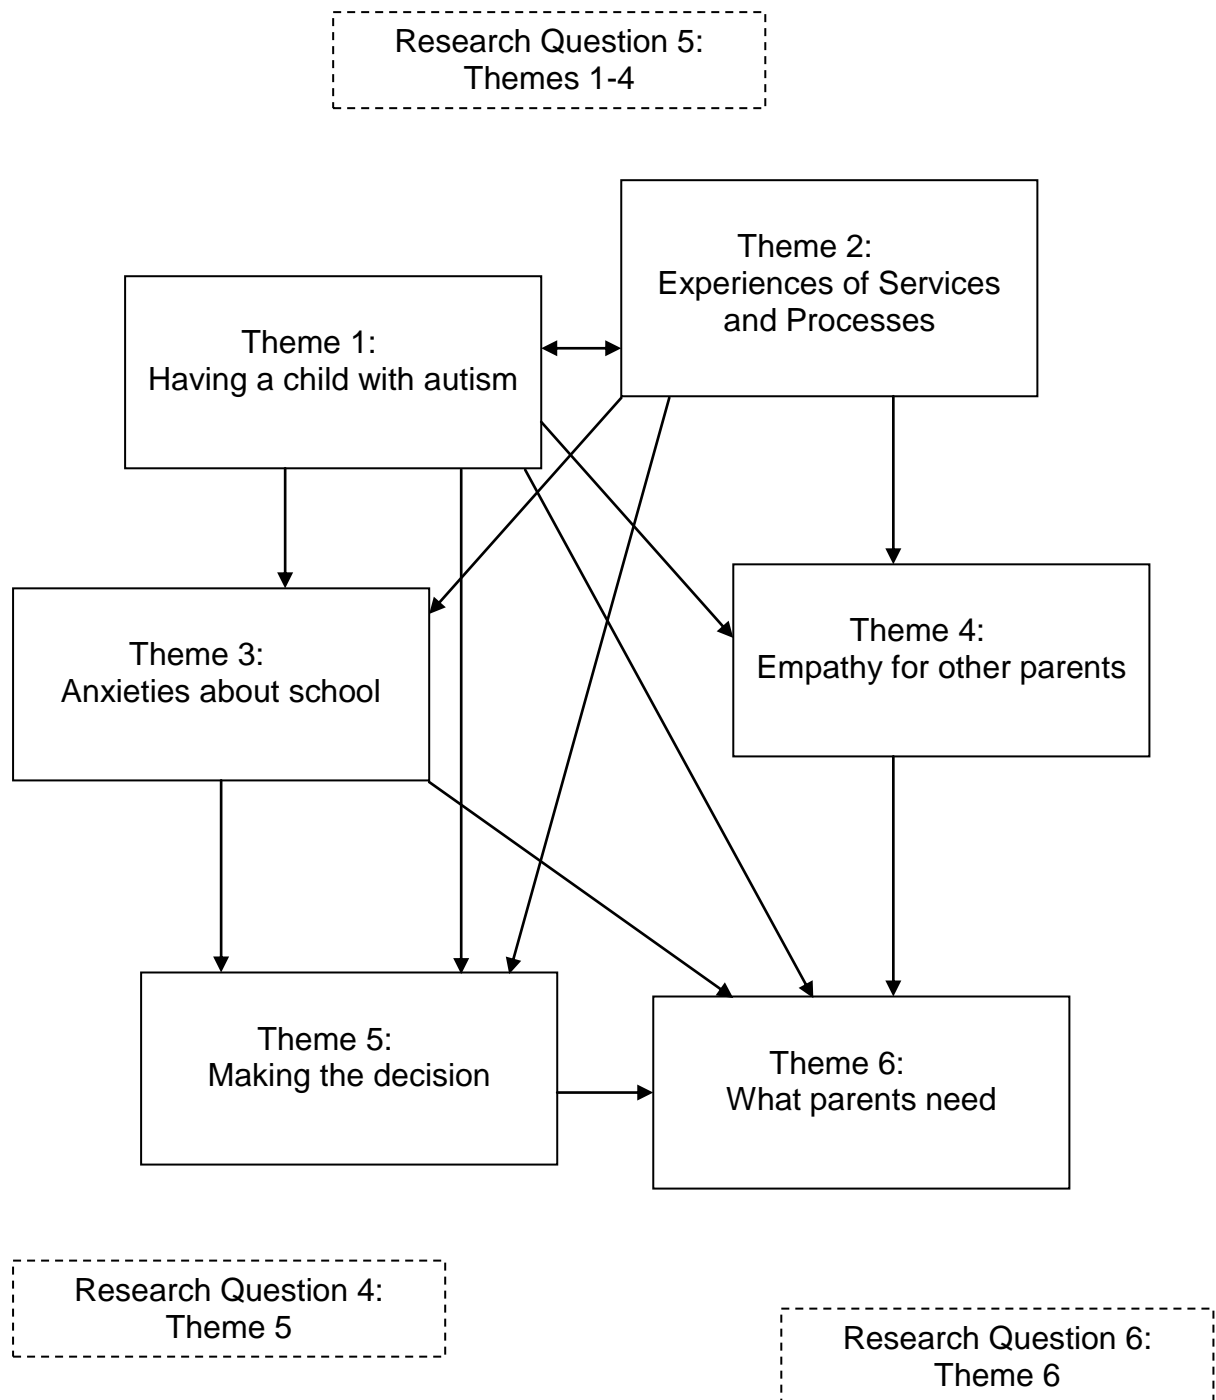 Research Question 5:
Themes 1-4
Theme 2:
Experiences of Services
and Processes
Theme 1:
Having a child with autism
Theme 4:
Empathy for other parents
Theme 3:
Anxieties about school
Theme 5:
Making the decision
Theme 6:
What parents need
Research Question 4:
Theme 5
Research Question 6:
Theme 6